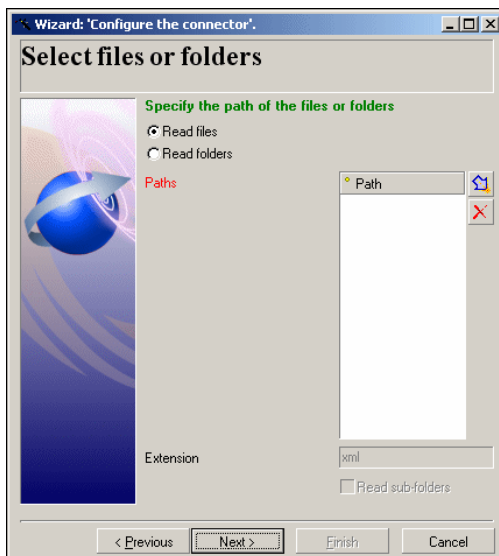 Wizard: 'Configure the connector'.
Select files or folders
Specify the path of the files or folders
Read files
Read folders
Paths
Path
Extension
xml
Read sub-folders
< Previous
Next >
Finish
Cancel